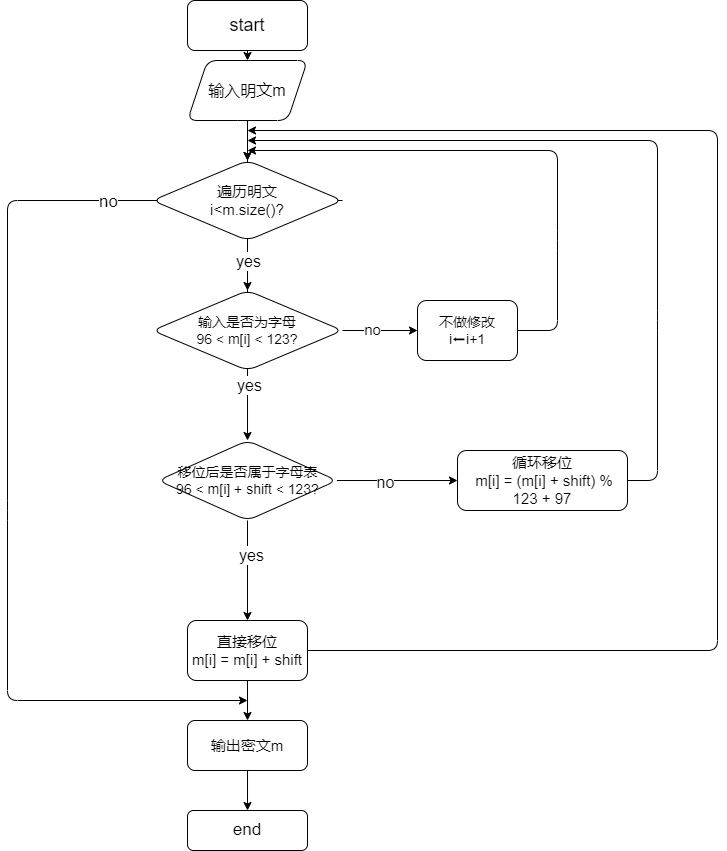 start
输入明文m
遍历明文
i<m.size()?
no
yes
输入是否为字母
96 < m[i] < 123?
no
不做修改
i←i+1
yes
移位后是否属于字母表
96 < m[i] + shift < 123?
no
循环移位
m[i] = (m[i] + shift) %
123 + 97
yes
直接移位
m[i] = m[i] + shift
输出密文m
end